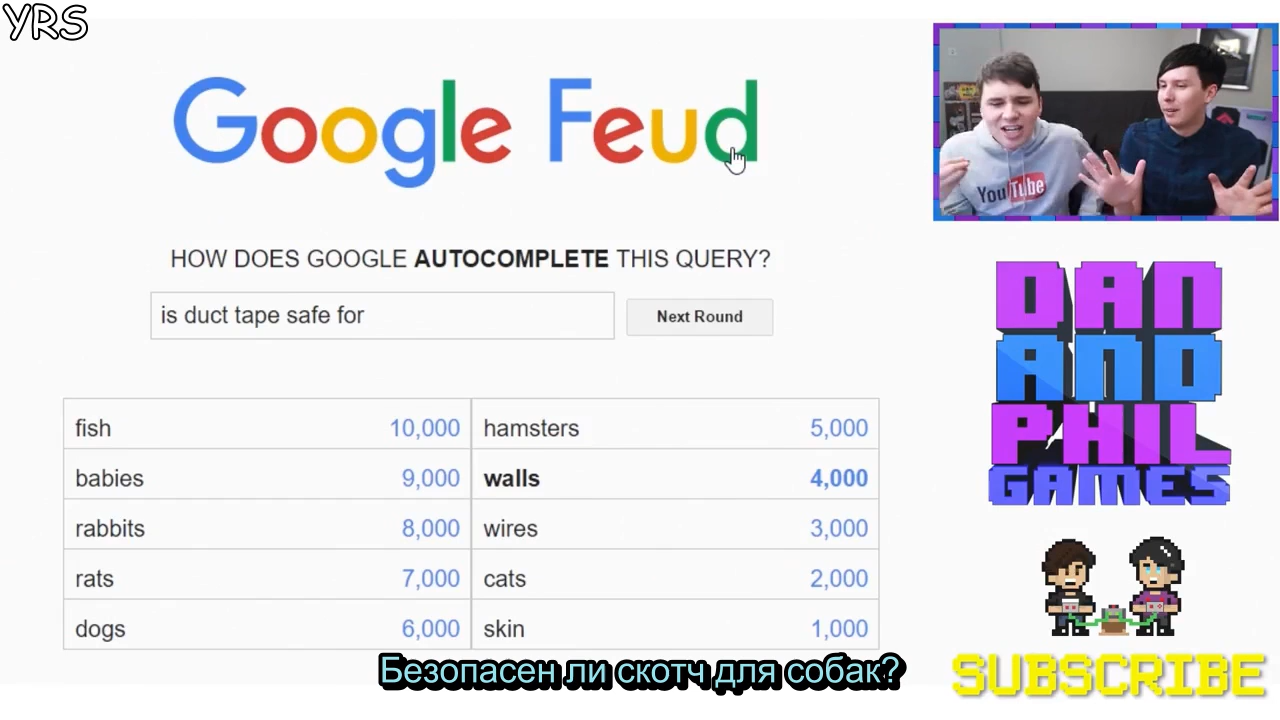 YRS
Google Feud
HOW DOES GOOGLE AUTOCOMPLETE THIS QUERY?
is duct tape safe for
Next Round
fish 10,000 hamsters 5,000
babies 9,000 walls 4,000
rabbits 8,000 wires 3,000
rats 7,000 cats 2,000
dogs 6,000 skin 1,000
Безопасен ли скотч для собак?
YouTube
DAN
AND
PHIL
GAMES
SUBSCRIBE